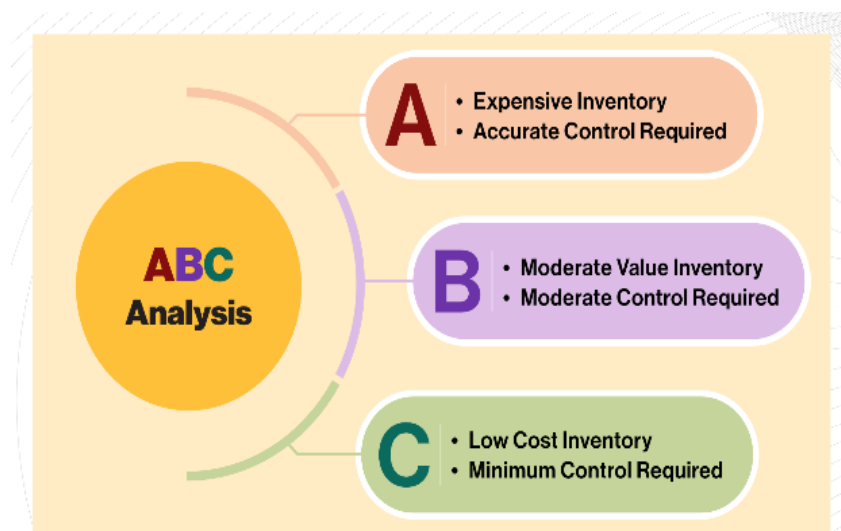 ABC
Analysis
A
• Expensive Inventory
• Accurate Control Required
B
• Moderate Value Inventory
• Moderate Control Required
C
• Low Cost Inventory
• Minimum Control Required